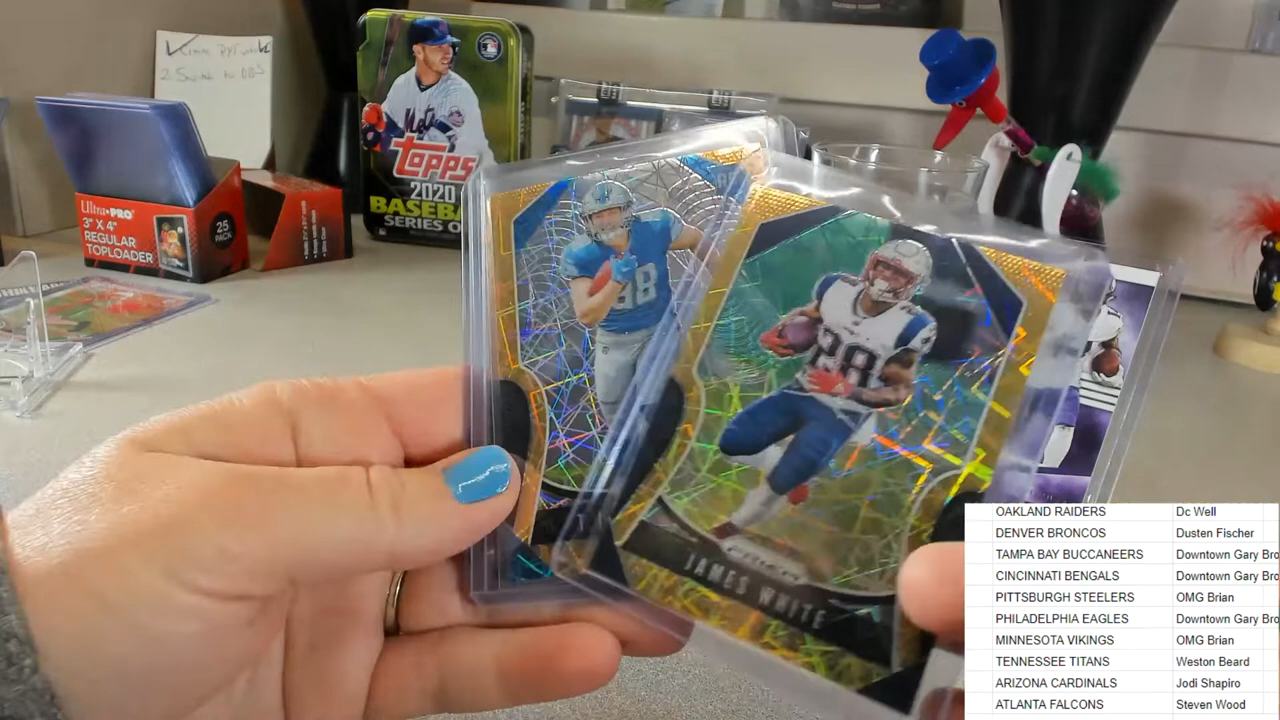 Topps
2020
BASEBA
SERIES O
Mets
Ultra·PRO
3" X 4"
REGULAR
TOPLOADER
25
PACK
88
28
JAMES WHITE
OAKLAND RAIDERS Dc Well
DENVER BRONCOS Dusten Fischer
TAMPA BAY BUCCANEERS Downtown Gary Bro
CINCINNATI BENGALS Downtown Gary Bro
PITTSBURGH STEELERS OMG Brian
PHILADELPHIA EAGLES Downtown Gary Bro
MINNESOTA VIKINGS OMG Brian
TENNESSEE TITANS Weston Beard
ARIZONA CARDINALS Jodi Shapiro
ATLANTA FALCONS Steven Wood